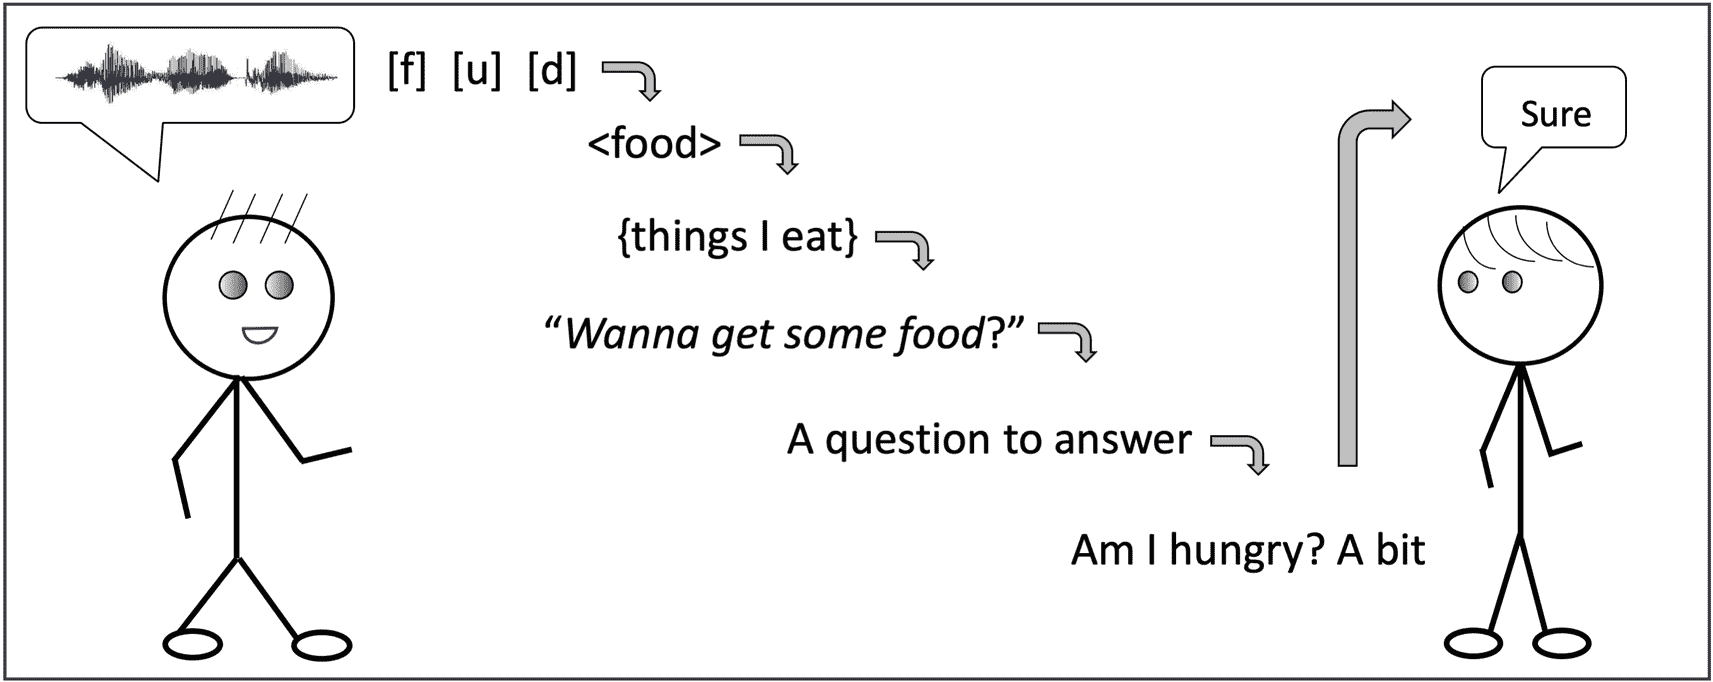 [f] [u] [d]
<food>
{things I eat}
“Wanna get some food?”
A question to answer
Am I hungry? A bit
Sure